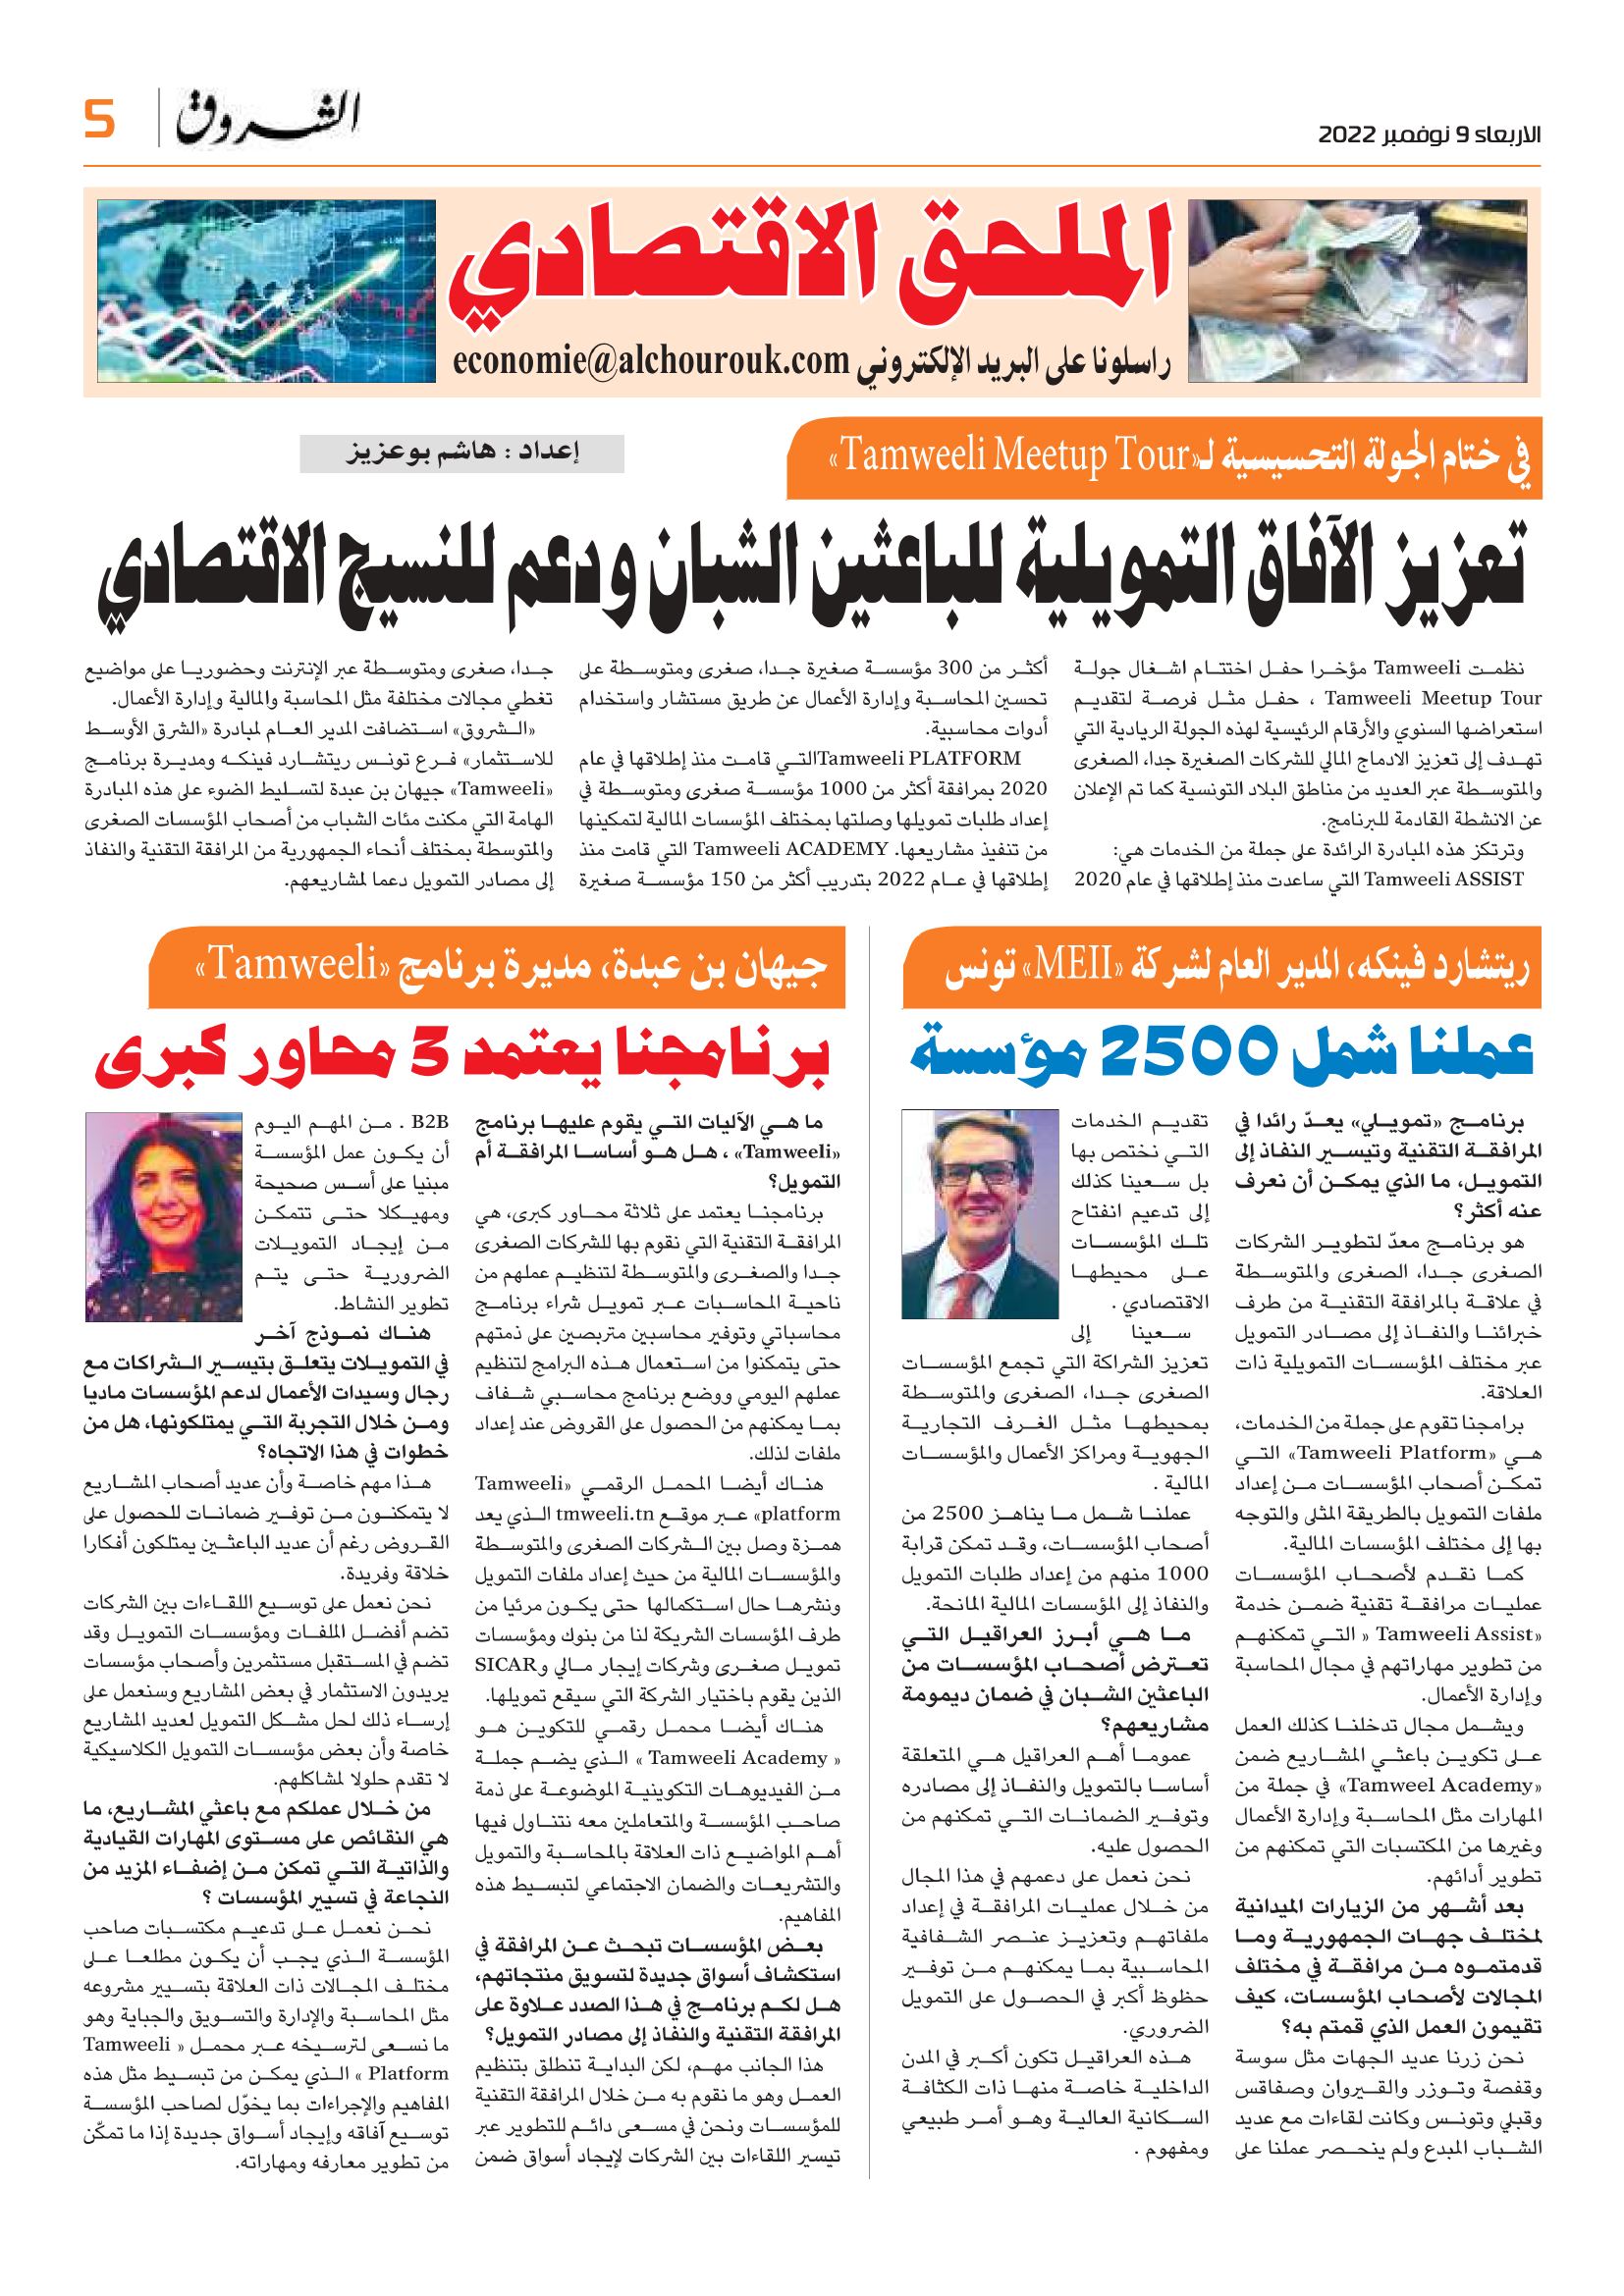 الاربعاء 9 نوفمبر 2022
الشروق
5
الملحق الاقتصادي
راسلونا على البريد الإلكتروني economie@alchourouk.com
في ختام الجولة التحسيسية لـ«Tamweeli Meetup Tour»
إعداد : هاشم بوعزيز
تعزيز الآفاق التمويلية للباعثين الشبان ودعم للنسيج الاقتصادي
نظمت Tamweeli مؤخرا حفل اختتام اشغال جولة
Tamweeli Meetup Tour ، حفل مثل فرصة لتقديم
استعراضها السنوي والأرقام الرئيسية لهذه الجولة الريادية التي
تهدف إلى تعزيز الادماج المالي للشركات الصغيرة جدا، الصغرى
والمتوسطة عبر العديد من مناطق البلاد التونسية كما تم الإعلان
عن الانشطة القادمة للبرنامج.
وترتكز هذه المبادرة الرائدة على جملة من الخدمات هي:
Tamweeli ASSIST التي ساعدت منذ إطلاقها في عام 2020
أكثر من 300 مؤسسة صغيرة جدا، صغرى ومتوسطة على
تحسين المحاسبة وإدارة الأعمال عن طريق مستشار واستخدام
أدوات محاسبية.
Tamweeli PLATFORMالتي قامت منذ إطلاقها في عام
2020 بمرافقة أكثر من 1000 مؤسسة صغرى ومتوسطة في
إعداد طلبات تمويلها وصلتها بمختلف المؤسسات المالية لتمكينها
من تنفيذ مشاريعها. Tamweeli ACADEMY التي قامت منذ
إطلاقها في عام 2022 بتدريب أكثر من 150 مؤسسة صغيرة
جدا، صغرى ومتوسطة عبر الإنترنت وحضوريا على مواضيع
تغطي مجالات مختلفة مثل المحاسبة والمالية وإدارة الأعمال.
«الشروق» استضافت المدير العام لمبادرة «الشرق الأوسط
للاستثمار» فرع تونس ريتشارد فينكه ومديرة برنامج
«Tamweeli» جيهان بن عبدة لتسليط الضوء على هذه المبادرة
الهامة التي مكنت مئات الشباب من أصحاب المؤسسات الصغرى
والمتوسطة بمختلف أنحاء الجمهورية من المرافقة التقنية والنفاذ
إلى مصادر التمويل دعما لمشاريعهم.
ريتشارد فينكه، المدير العام لشركة «MEII» تونس
عملنا شمل 2500 مؤسسة
برنامج «تمويلي» يعدّ رائدا في
المرافقة التقنية وتيسير النفاذ إلى
التمويل، ما الذي يمكن أن نعرف
عنه أكثر؟
هو برنامج معدّ لتطوير الشركات
الصغرى جدا، الصغرى والمتوسطة
في علاقة بالمرافقة التقنية من طرف
خبرائنا والنفاذ إلى مصادر التمويل
عبر مختلف المؤسسات التمويلية ذات
العلاقة.
برامجنا تقوم على جملة من الخدمات،
هي «Tamweeli Platform» التي
تمكن أصحاب المؤسسات من إعداد
ملفات التمويل بالطريقة المثلى والتوجه
بها إلى مختلف المؤسسات المالية.
كما نقدم لأصحاب المؤسسات
عمليات مرافقة تقنية ضمن خدمة
«Tamweeli Assist » التي تمكنهم
من تطوير مهاراتهم في مجال المحاسبة
وإدارة الأعمال.
ويشمل مجال تدخلنا كذلك العمل
على تكوين باعثي المشاريع ضمن
«Tamweel Academy» في جملة من
المهارات مثل المحاسبة وإدارة الأعمال
وغيرها من المكتسبات التي تمكنهم من
تطوير أدائهم.
بعد أشهر من الزيارات الميدانية
لمختلف جهات الجمهورية وما
قدمتموه من مرافقة في مختلف
المجالات لأصحاب المؤسسات، كيف
تقيمون العمل الذي قمتم به؟
نحن زرنا عديد الجهات مثل سوسة
وقفصة وتوزر والقيروان وصفاقس
وقبلي وتونس وكانت لقاءات مع عديد
الشباب المبدع ولم ينحصر عملنا على
تقديم الخدمات
التي نختص بها
بل سعينا كذلك
إلى تدعيم انفتاح
تلك المؤسسات
على محيطها
الاقتصادي .
سعينا إلى
تعزيز الشراكة التي تجمع المؤسسات
الصغرى جدا، الصغرى والمتوسطة
بمحيطها مثل الغرف التجارية
الجهوية ومراكز الأعمال والمؤسسات
المالية .
عملنا شمل ما يناهز 2500 من
أصحاب المؤسسات، وقد تمكن قرابة
1000 منهم من إعداد طلبات التمويل
والنفاذ إلى المؤسسات المالية المانحة.
ما هي أبرز العراقيل التي
تعترض أصحاب المؤسسات من
الباعثين الشبان في ضمان ديمومة
مشاريعهم؟
عموما أهم العراقيل هي المتعلقة
أساسا بالتمويل والنفاذ إلى مصادره
وتوفير الضمانات التي تمكنهم من
الحصول عليه.
نحن نعمل على دعمهم في هذا المجال
من خلال عمليات المرافقة في إعداد
ملفاتهم وتعزيز عنصر الشفافية
المحاسبية بما يمكنهم من توفير
حظوظ أكبر في الحصول على التمويل
الضروري.
هذه العراقيل تكون أكبر في المدن
الداخلية خاصة منها ذات الكثافة
السكانية العالية وهو أمر طبيعي
ومفهوم .
جيهان بن عبدة، مديرة برنامج «Tamweeli»
برنامجنا يعتمد 3 محاور كبرى
ما هي الآليات التي يقوم عليها برنامج
«Tamweeli» ، هل هو أساسا المرافقة أم
التمويل؟
برنامجنا يعتمد على ثلاثة محاور كبرى، هي
المرافقة التقنية التي نقوم بها للشركات الصغرى
جدا والصغرى والمتوسطة لتنظيم عملهم من
ناحية المحاسبات عبر تمويل شراء برنامج
محاسباتي وتوفير محاسبين متربصين على ذمتهم
حتى يتمكنوا من استعمال هذه البرامج لتنظيم
عملهم اليومي ووضع برنامج محاسبي شفاف
بما يمكنهم من الحصول على القروض عند إعداد
ملفات لذلك.
هناك أيضا المحمل الرقمي «Tamweeli
platform» عبر موقع tmweeli.tn الذي يعد
همزة وصل بين الشركات الصغرى والمتوسطة
والمؤسسات المالية من حيث إعداد ملفات التمويل
ونشرها حال استكمالها حتى يكون مرئيا من
طرف المؤسسات الشريكة لنا من بنوك ومؤسسات
تمويل صغرى وشركات إيجار مالي وSICAR
الذين يقوم باختيار الشركة التي سيقع تمويلها.
هناك أيضا محمل رقمي للتكوين هو
« Tamweeli Academy » الذي يضم جملة
من الفيديوهات التكوينية الموضوعة على ذمة
صاحب المؤسسة والمتعاملين معه نتناول فيها
أهم المواضيع ذات العلاقة بالمحاسبة والتمويل
والتشريعات والضمان الاجتماعي لتبسيط هذه
المفاهيم.
بعض المؤسسات تبحث عن المرافقة في
استكشاف أسواق جديدة لتسويق منتجاتهم،
هل لكم برنامج في هذا الصدد علاوة على
المرافقة التقنية والنفاذ إلى مصادر التمويل؟
هذا الجانب مهم، لكن البداية تنطلق بتنظيم
العمل وهو ما نقوم به من خلال المرافقة التقنية
للمؤسسات ونحن في مسعى دائم للتطوير عبر
تيسير اللقاءات بين الشركات لإيجاد أسواق ضمن
B2B . من المهم اليوم
أن يكون عمل المؤسسة
مبنيا على أسس صحيحة
ومهيكلا حتى تتمكن
من إيجاد التمويلات
الضرورية حتى يتم
تطوير النشاط.
هناك نموذج آخر
في التمويلات يتعلق بتيسير الشراكات مع
رجال وسيدات الأعمال لدعم المؤسسات ماديا
ومن خلال التجربة التي يمتلكونها، هل من
خطوات في هذا الاتجاه؟
هذا مهم خاصة وأن عديد أصحاب المشاريع
لا يتمكنون من توفير ضمانات للحصول على
القروض رغم أن عديد الباعثين يمتلكون أفكارا
خلاقة وفريدة.
نحن نعمل على توسيع اللقاءات بين الشركات
تضم أفضل الملفات ومؤسسات التمويل وقد
تضم في المستقبل مستثمرين وأصحاب مؤسسات
يريدون الاستثمار في بعض المشاريع وسنعمل على
إرساء ذلك لحل مشكل التمويل لعديد المشاريع
خاصة وأن بعض مؤسسات التمويل الكلاسيكية
لا تقدم حلولا لمشاكلهم.
من خلال عملكم مع باعثي المشاريع، ما
هي النقائص على مستوى المهارات القيادية
والذاتية التي تمكن من إضفاء المزيد من
النجاعة في تسيير المؤسسات ؟
نحن نعمل على تدعيم مكتسبات صاحب
المؤسسة الذي يجب أن يكون مطلعا على
مختلف المجالات ذات العلاقة بتسيير مشروعه
مثل المحاسبة والإدارة والتسويق والجباية وهو
ما نسعى لترسيخه عبر محمل « Tamweeli
Platform » الذي يمكن من تبسيط مثل هذه
المفاهيم والإجراءات بما يخوّل لصاحب المؤسسة
توسيع آفاقه وإيجاد أسواق جديدة إذا ما تمكّن
من تطوير معارفه ومهاراته.